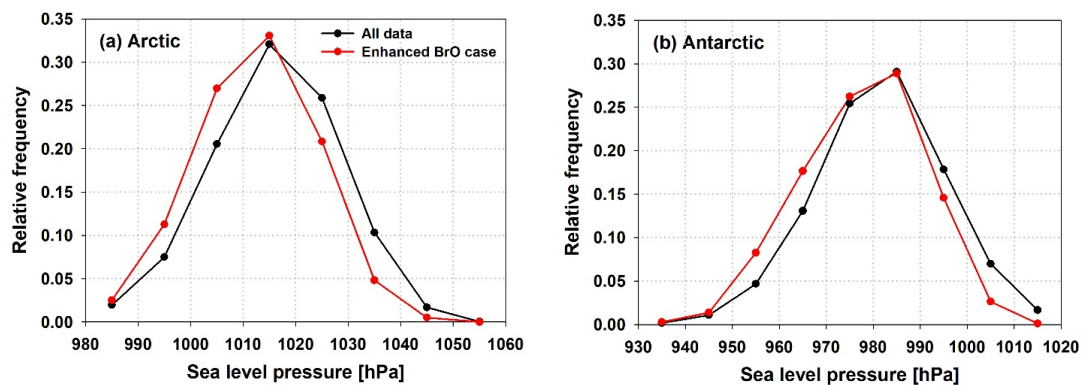 (a) Arctic
All data
Enhanced BrO case
Relative frequency
0.35
0.30
0.25
0.20
0.15
0.10
0.05
0.00
980 990 1000 1010 1020 1030 1040 1050 1060
Sea level pressure [hPa]
(b) Antarctic
Relative frequency
0.35
0.30
0.25
0.20
0.15
0.10
0.05
0.00
930 940 950 960 970 980 990 1000 1010 1020
Sea level pressure [hPa]